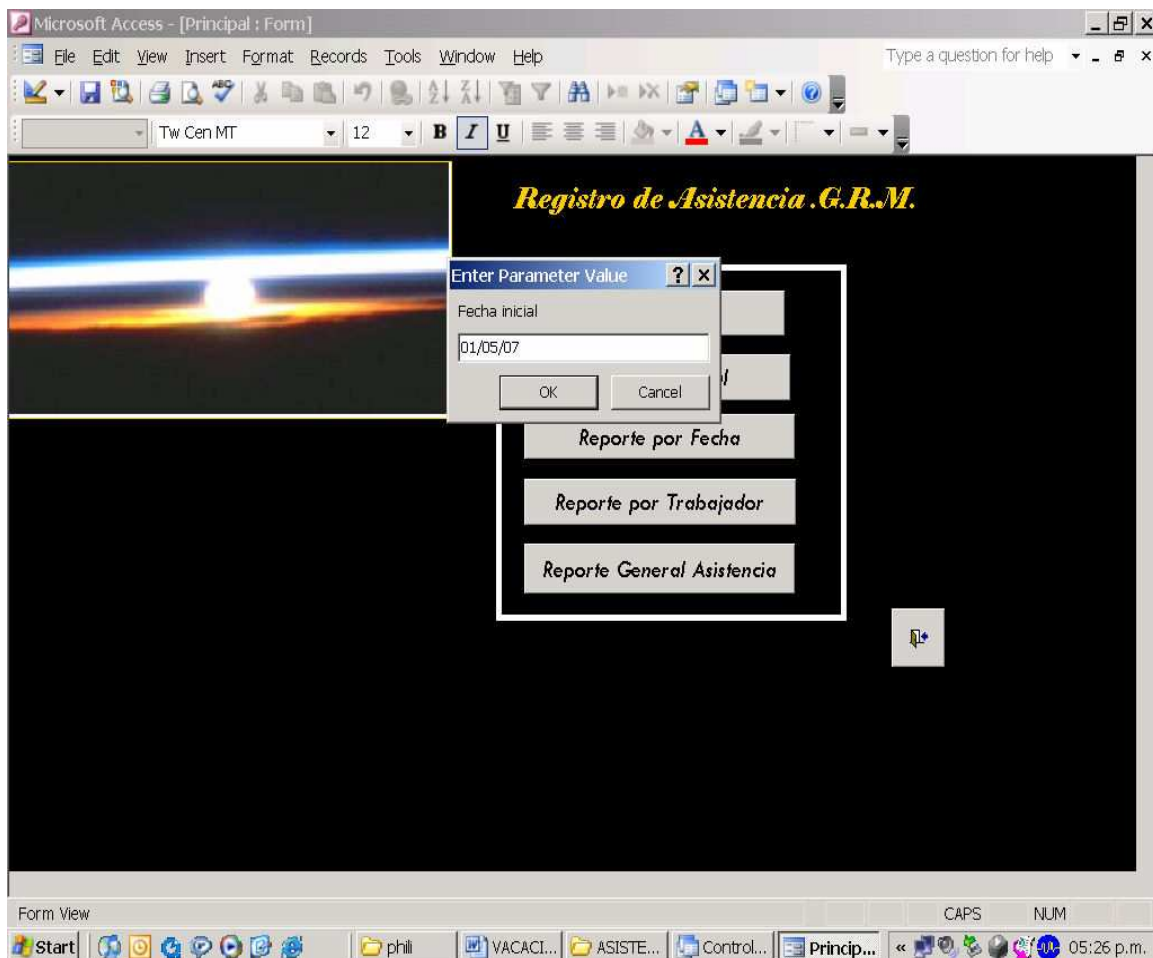 Microsoft Access - [Principal : Form]
File Edit View Insert Format Records Tools Window Help
Type a question for help
Tw Cen MT 12 B I U A
Registro de Asistencia .G.R.M.
Enter Parameter Value
Fecha inicial
01/05/07
OK Cancel
Reporte por Fecha
Reporte por Trabajador
Reporte General Asistencia
Form View CAPS NUM
Start phili VACACI... ASISTE... Control... Princip... « 05:26 p.m.